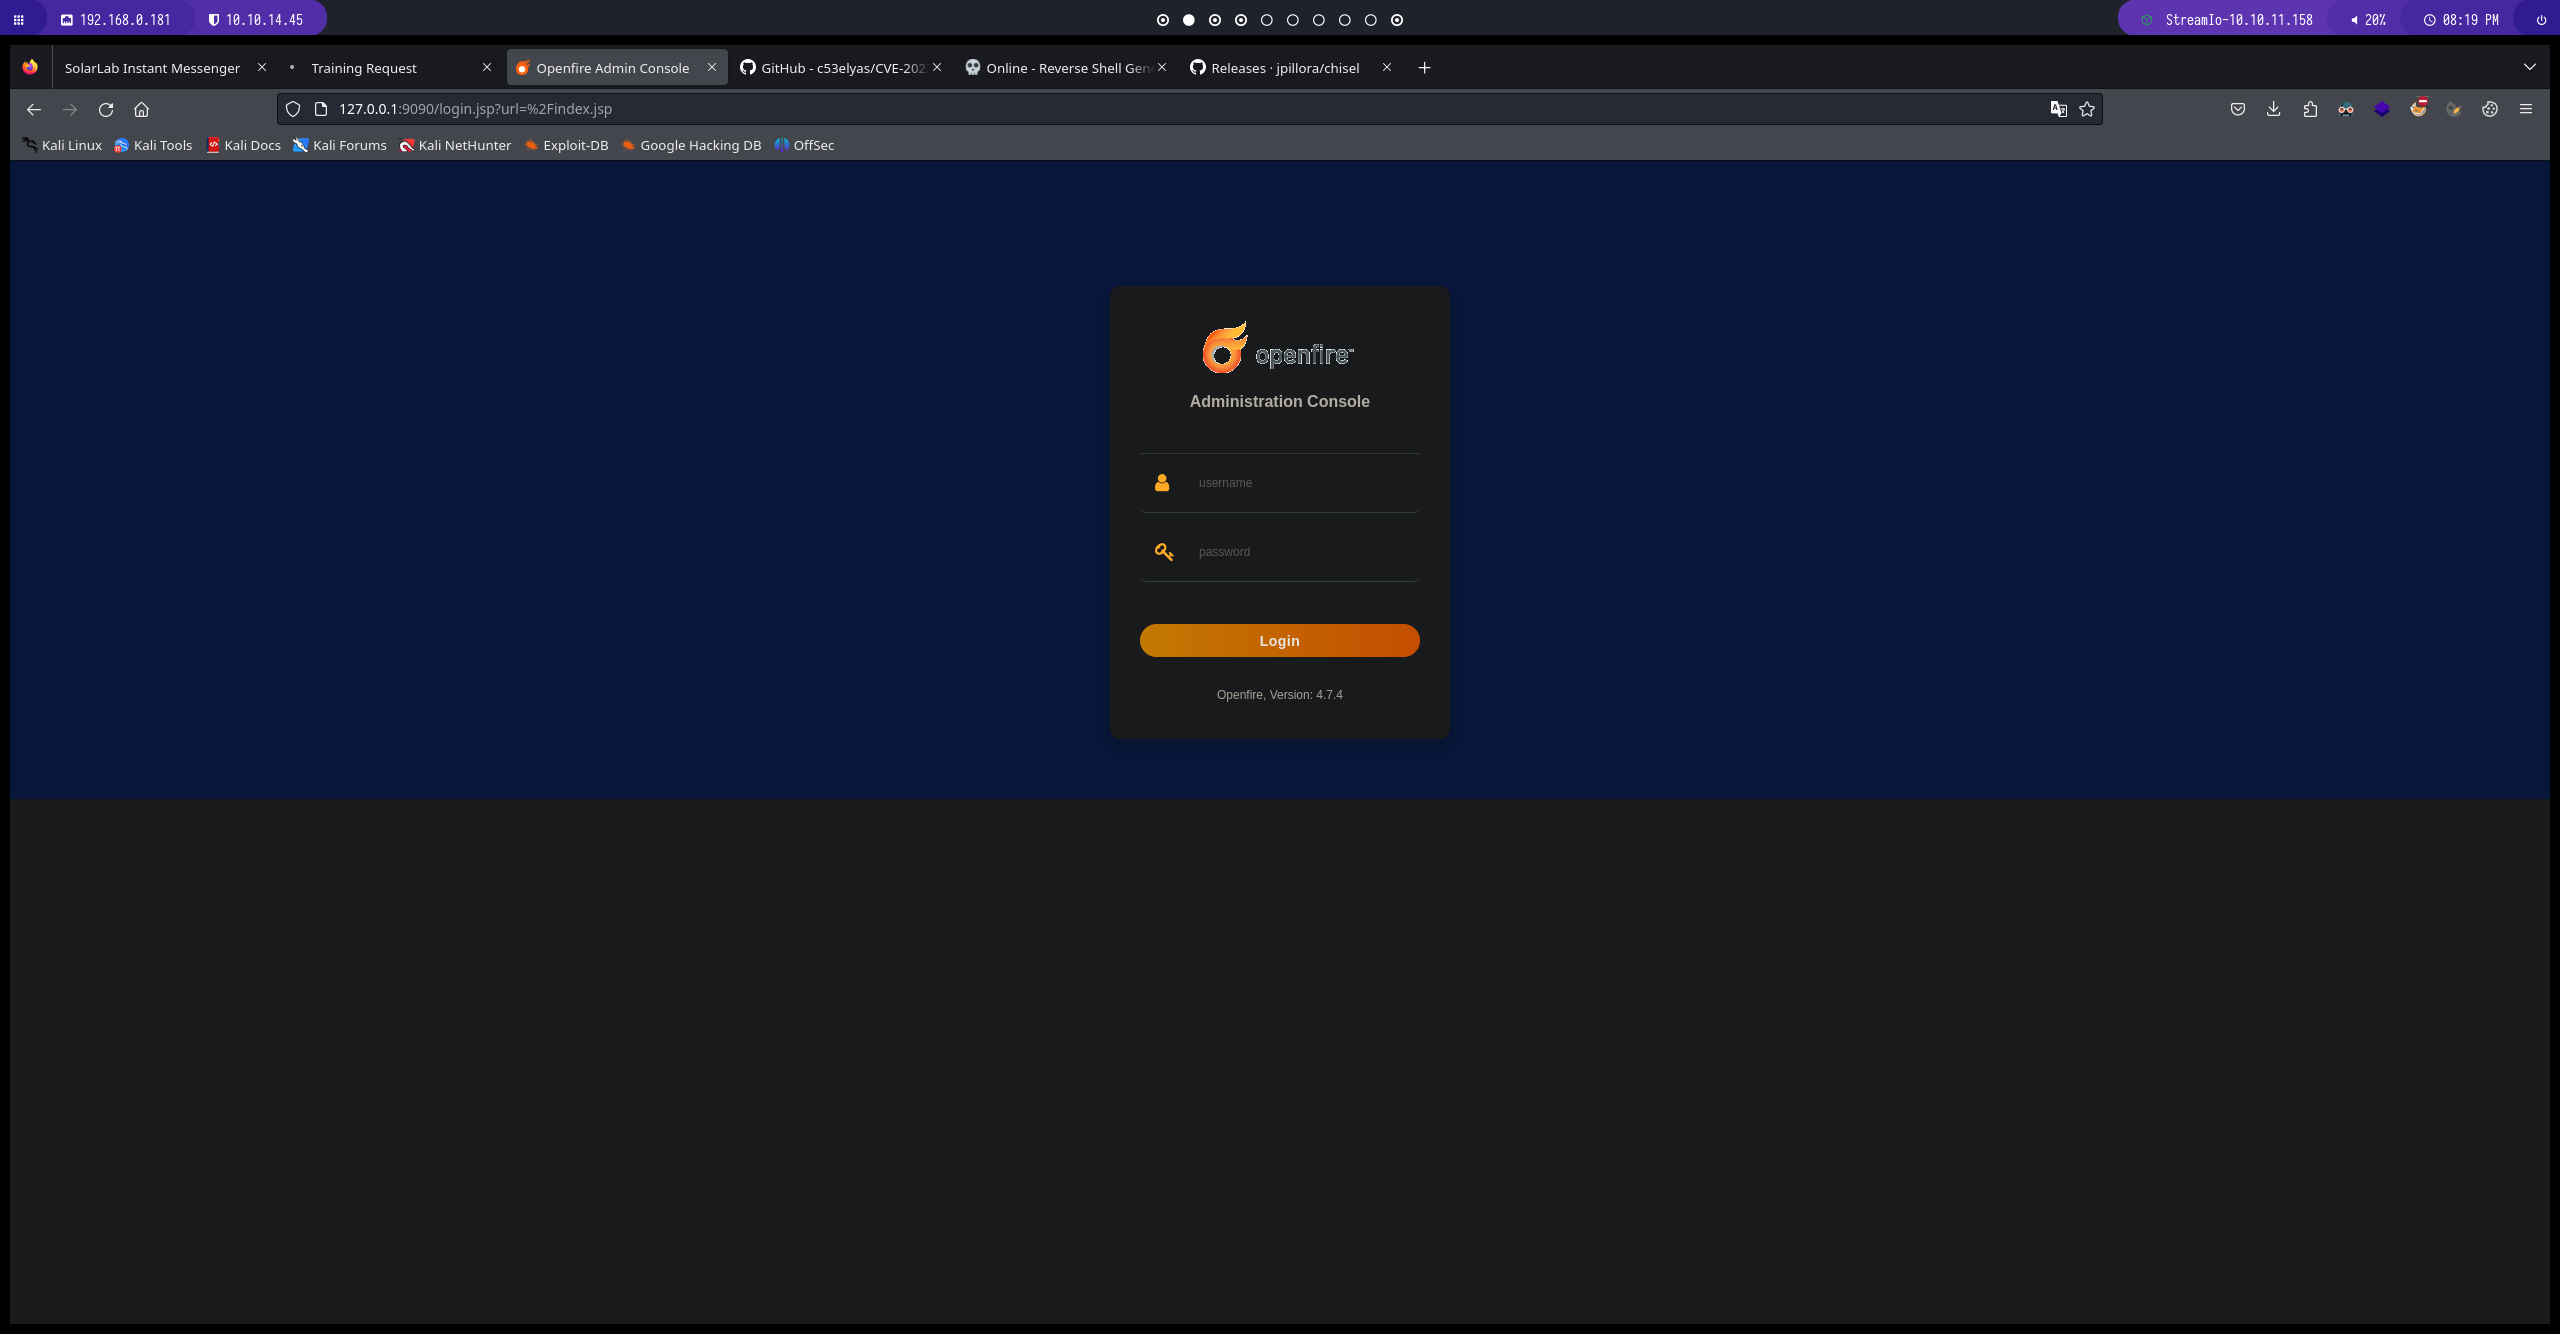 192.168.0.181 10.10.14.45 StreamIo-10.10.11.158 20% 08:19 PM
SolarLab Instant Messenger Training Request Openfire Admin Console GitHub - c53elyas/CVE-202 Online - Reverse Shell Gen Releases · jpillora/chisel
127.0.0.1:9090/login.jsp?url=%2Findex.jsp
Kali Linux Kali Tools Kali Docs Kali Forums Kali NetHunter Exploit-DB Google Hacking DB OffSec
openfire™
Administration Console
username
password
Login
Openfire, Version: 4.7.4